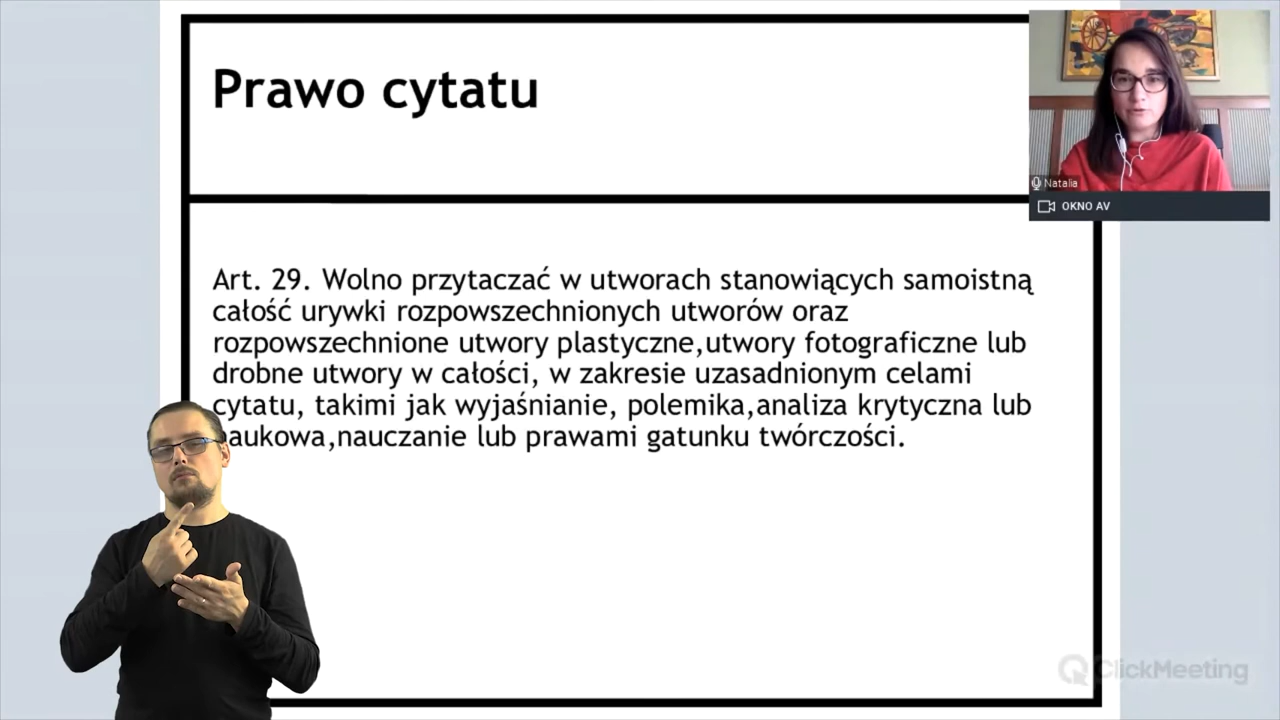 Prawo cytatu
Natalia
OKNO AV
Art. 29. Wolno przytaczać w utworach stanowiących samoistną
całość urywki rozpowszechnionych utworów oraz
rozpowszechnione utwory plastyczne,utwory fotograficzne lub
drobne utwory w całości, w zakresie uzasadnionym celami
cytatu, takimi jak wyjaśnianie, polemika,analiza krytyczna lub
naukowa,nauczanie lub prawami gatunku twórczości.
ClickMeeting